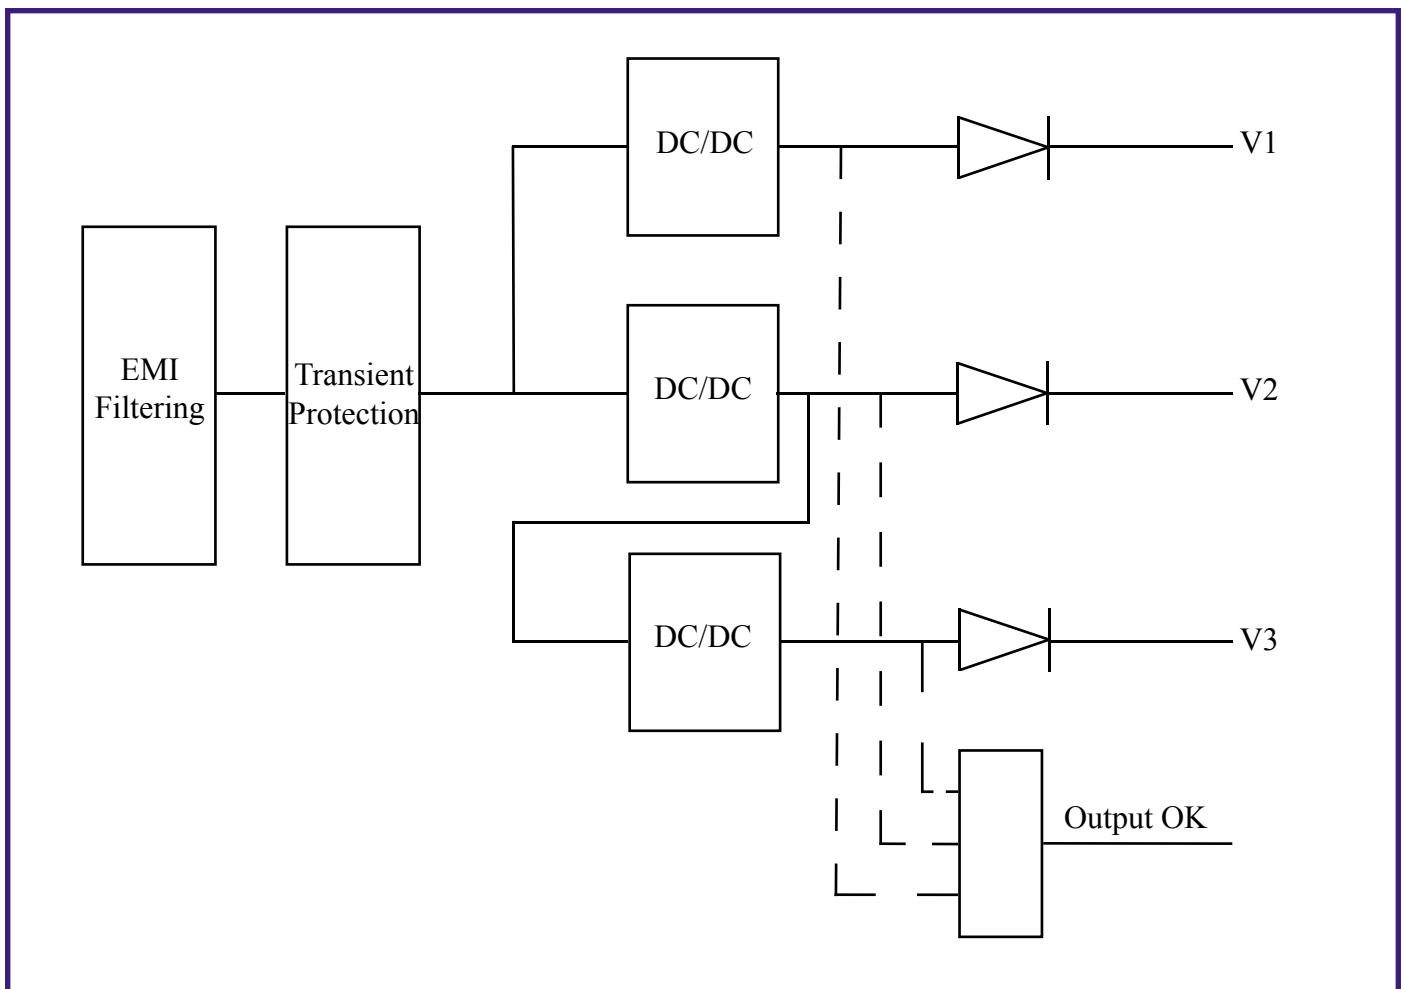 DC/DC
V1
EMI
Filtering
Transient
Protection
DC/DC
V2
DC/DC
V3
Output OK